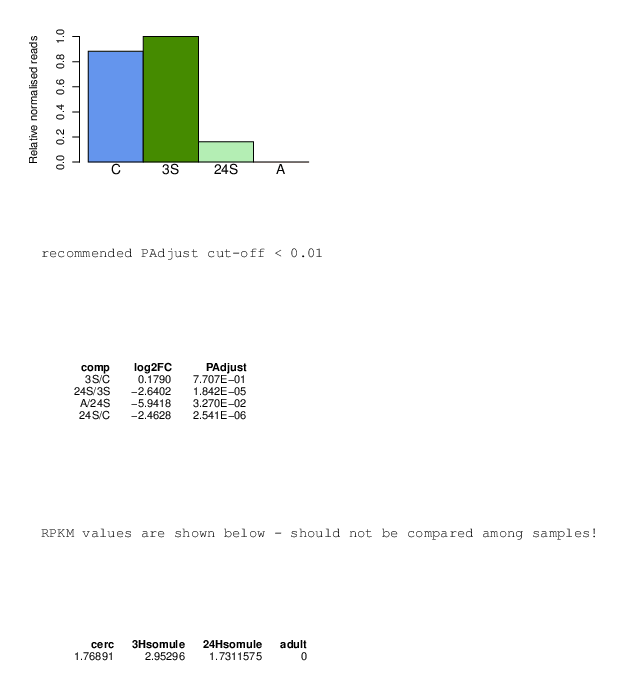 Relative normalised reads
1.0
0.8
0.6
0.4
0.2
0.0
C 3S 24S A
recommended PAdjust cut-off < 0.01
comp log2FC PAdjust
3S/C 0.1790 7.707E−01
24S/3S −2.6402 1.842E−05
A/24S −5.9418 3.270E−02
24S/C −2.4628 2.541E−06
RPKM values are shown below - should not be compared among samples!
cerc 3Hsomule 24Hsomule adult
1.76891 2.95296 1.7311575 0